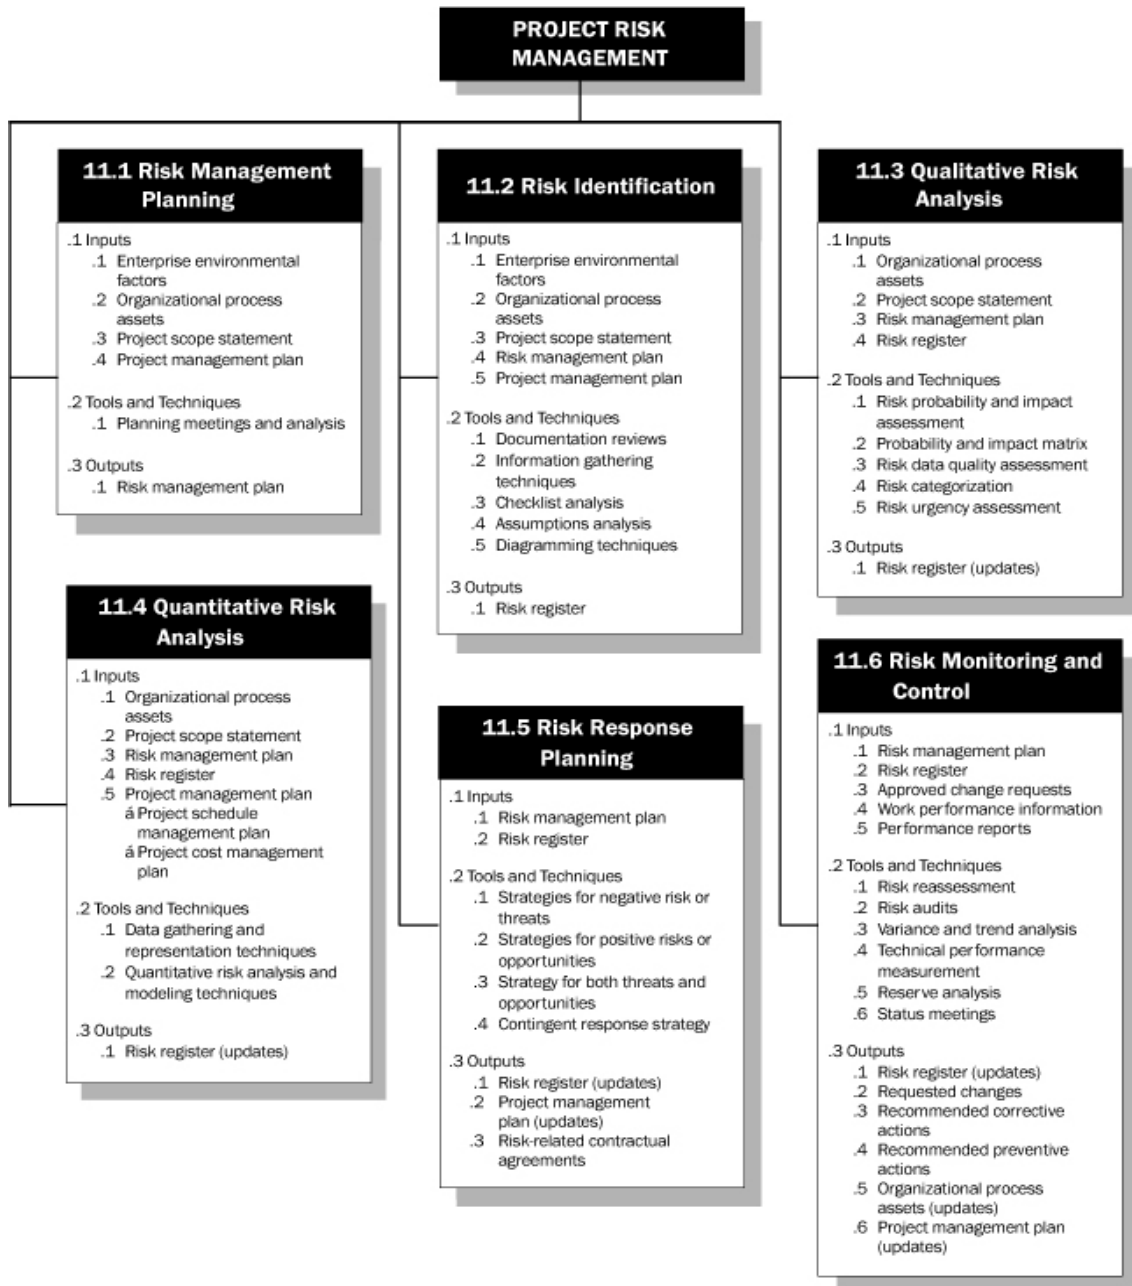 PROJECT RISK
MANAGEMENT
11.1 Risk Management
Planning
.1 Inputs
.1 Enterprise environmental
factors
.2 Organizational process
assets
.3 Project scope statement
.4 Project management plan
.2 Tools and Techniques
.1 Planning meetings and analysis
.3 Outputs
.1 Risk management plan
11.2 Risk Identification
.1 Inputs
.1 Enterprise environmental
factors
.2 Organizational process
assets
.3 Project scope statement
.4 Risk management plan
.5 Project management plan
.2 Tools and Techniques
.1 Documentation reviews
.2 Information gathering
techniques
.3 Checklist analysis
.4 Assumptions analysis
.5 Diagramming techniques
.3 Outputs
.1 Risk register
11.3 Qualitative Risk
Analysis
.1 Inputs
.1 Organizational process
assets
.2 Project scope statement
.3 Risk management plan
.4 Risk register
.2 Tools and Techniques
.1 Risk probability and impact
assessment
.2 Probability and impact matrix
.3 Risk data quality assessment
.4 Risk categorization
.5 Risk urgency assessment
.3 Outputs
.1 Risk register (updates)
11.4 Quantitative Risk
Analysis
.1 Inputs
.1 Organizational process
assets
.2 Project scope statement
.3 Risk management plan
.4 Risk register
.5 Project management plan
á Project schedule
management plan
á Project cost management
plan
.2 Tools and Techniques
.1 Data gathering and
representation techniques
.2 Quantitative risk analysis and
modeling techniques
.3 Outputs
.1 Risk register (updates)
11.5 Risk Response
Planning
.1 Inputs
.1 Risk management plan
.2 Risk register
.2 Tools and Techniques
.1 Strategies for negative risk or
threats
.2 Strategies for positive risks or
opportunities
.3 Strategy for both threats and
opportunities
.4 Contingent response strategy
.3 Outputs
.1 Risk register (updates)
.2 Project management
plan (updates)
.3 Risk-related contractual
agreements
11.6 Risk Monitoring and
Control
.1 Inputs
.1 Risk management plan
.2 Risk register
.3 Approved change requests
.4 Work performance information
.5 Performance reports
.2 Tools and Techniques
.1 Risk reassessment
.2 Risk audits
.3 Variance and trend analysis
.4 Technical performance
measurement
.5 Reserve analysis
.6 Status meetings
.3 Outputs
.1 Risk register (updates)
.2 Requested changes
.3 Recommended corrective
actions
.4 Recommended preventive
actions
.5 Organizational process
assets (updates)
.6 Project management plan
(updates)